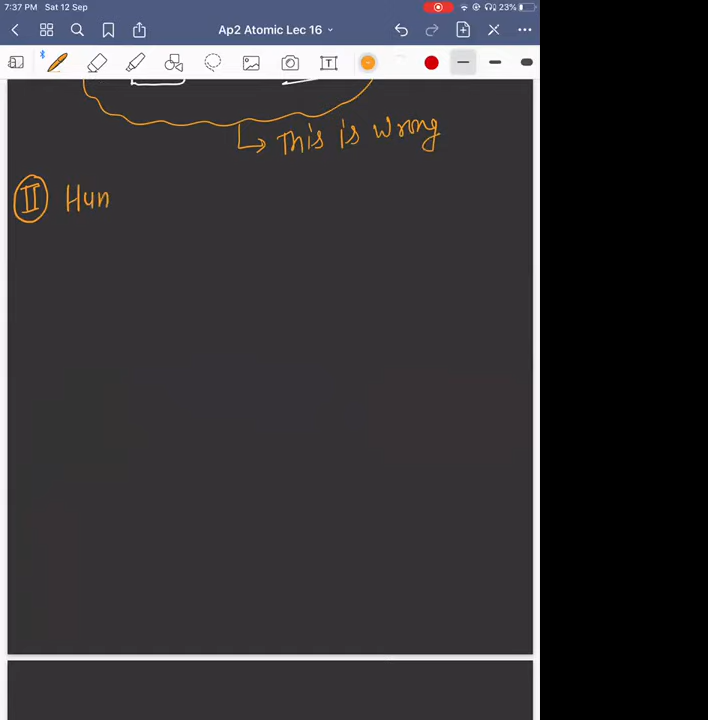 7:37 PM Sat 12 Sep 23%
Ap2 Atomic Lec 16
T
↳ This is wrong
II Hun